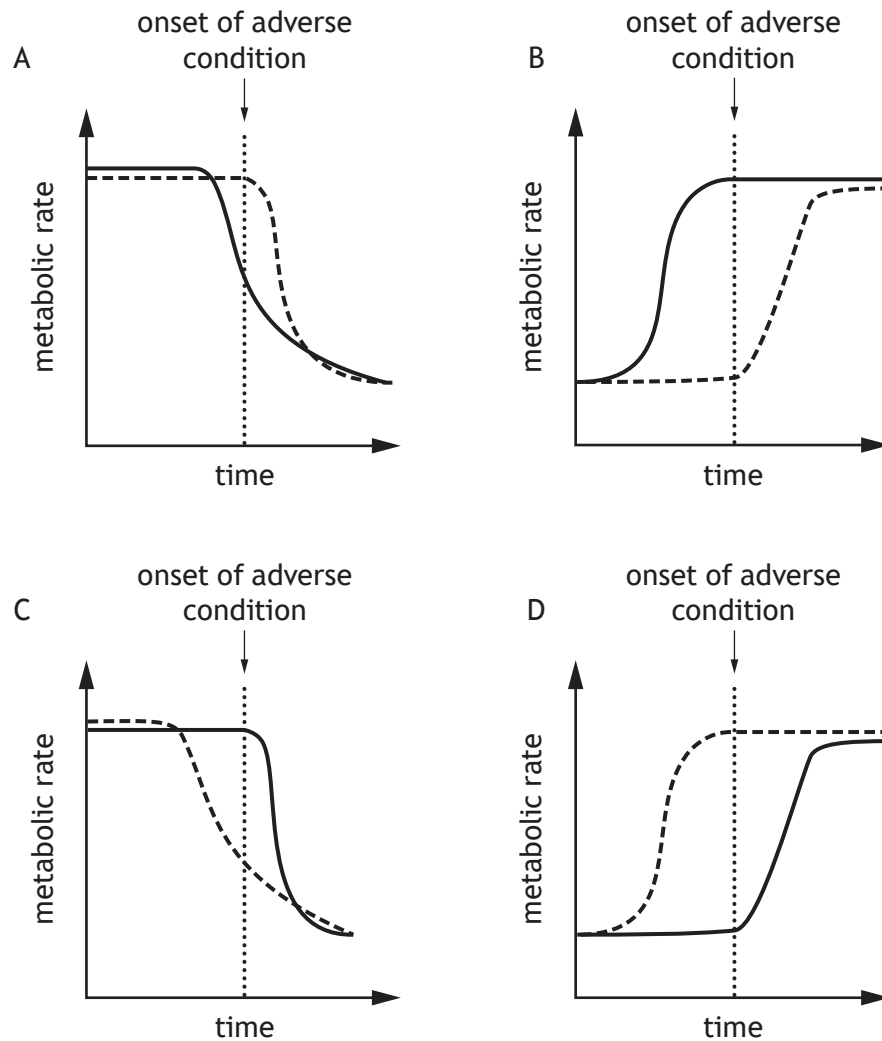 A
onset of adverse
condition
metabolic rate
time
B
onset of adverse
condition
metabolic rate
time
C
onset of adverse
condition
metabolic rate
time
D
onset of adverse
condition
metabolic rate
time